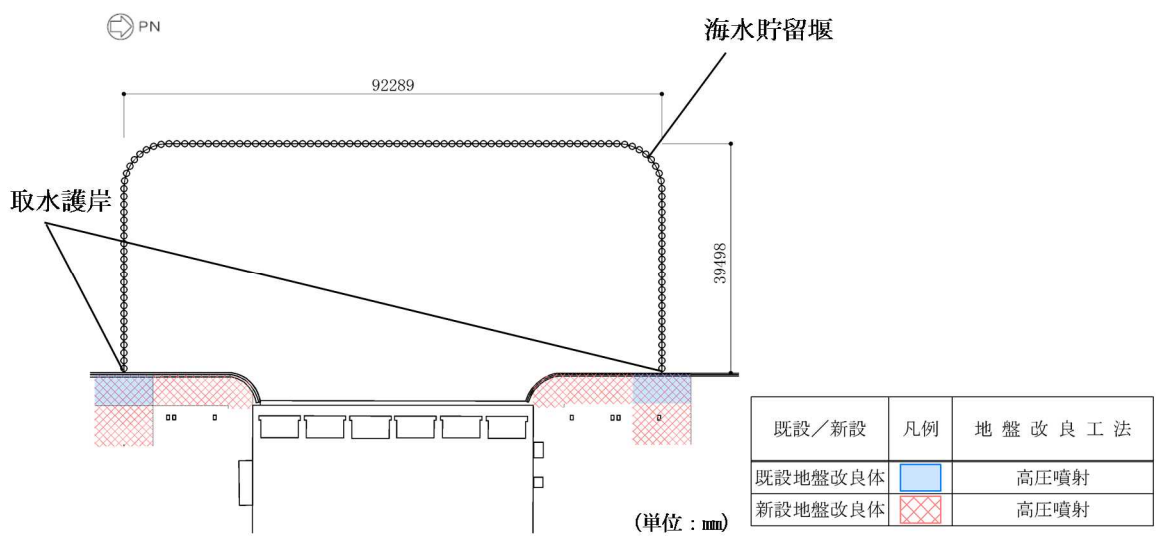 PN
海水貯留堰
92289
取水護岸
39498
既設／新設 凡例 地盤改良工法
既設地盤改良体 高圧噴射
新設地盤改良体 高圧噴射
(単位：㎜)